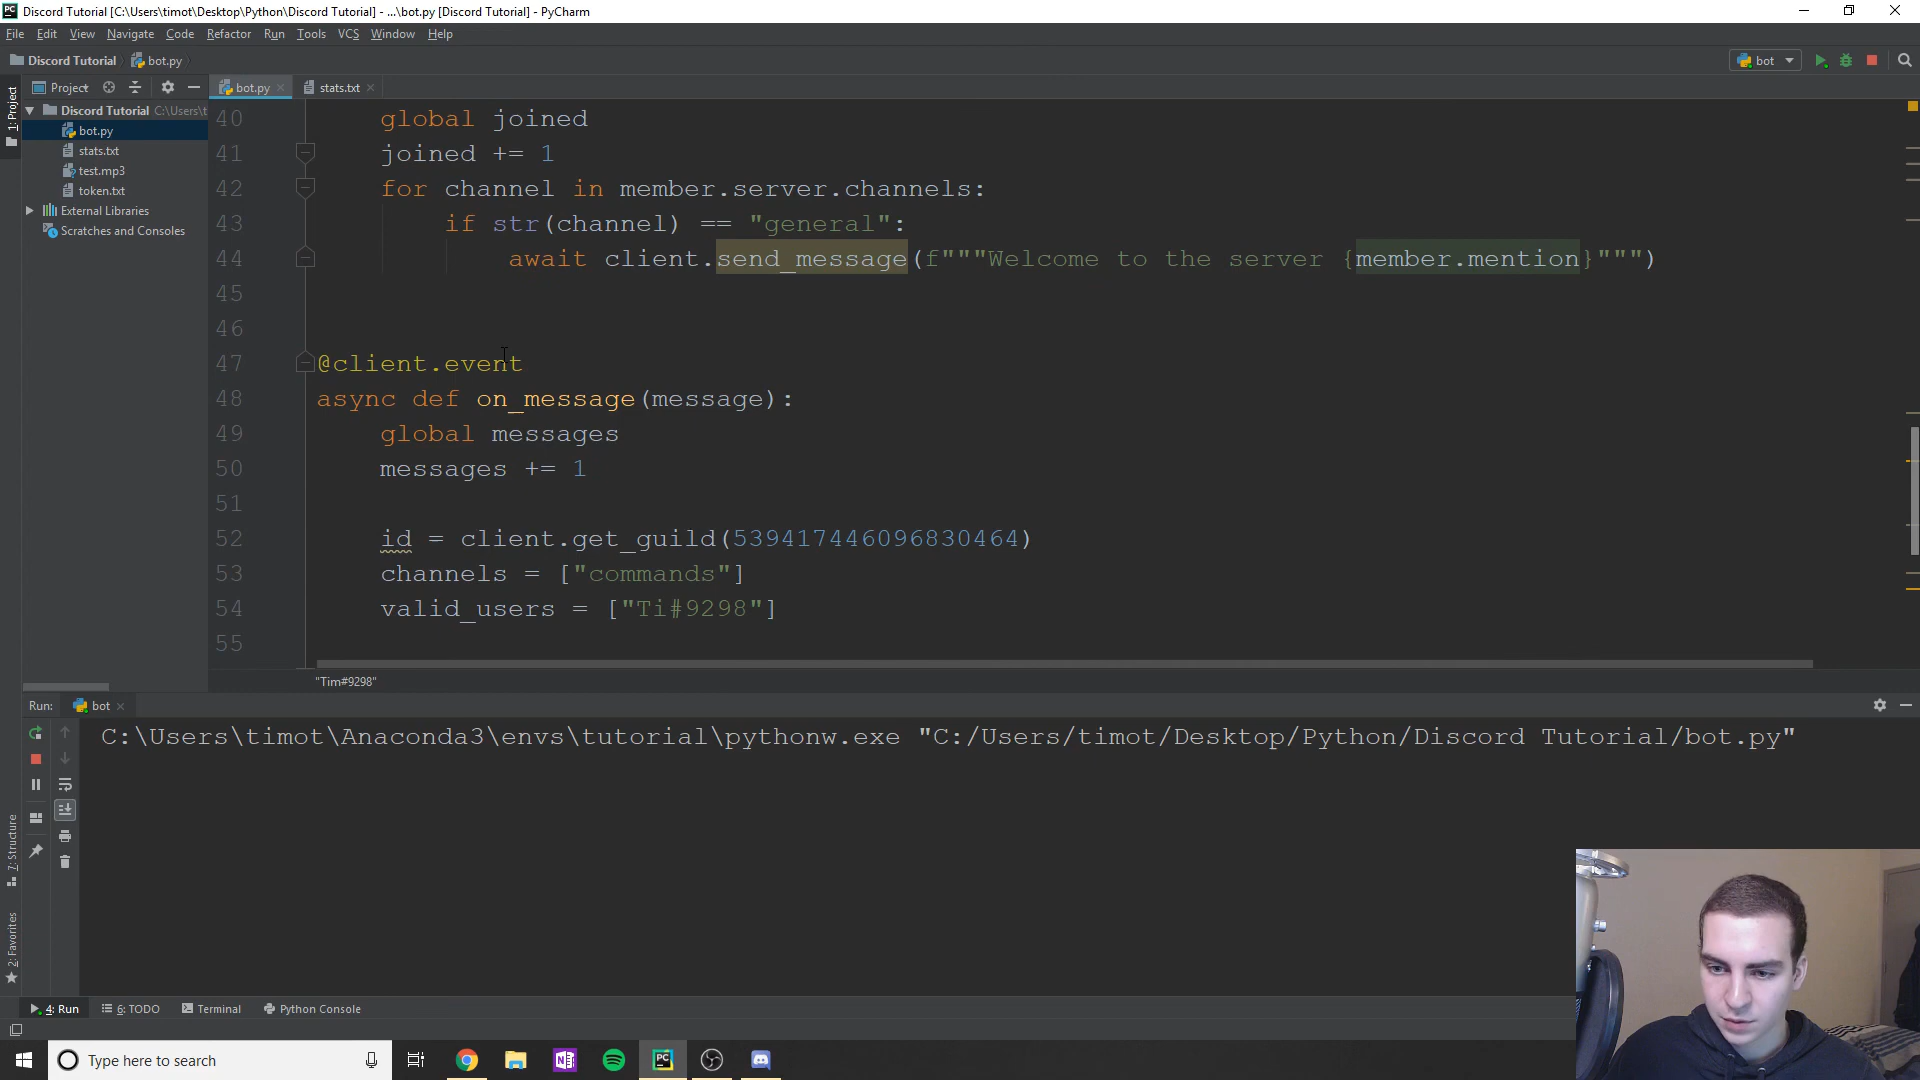 Discord Tutorial [C:\Users\timot\Desktop\Python\Discord Tutorial] - ...\bot.py [Discord Tutorial] - PyCharm
File Edit View Navigate Code Refactor Run Tools VCS Window Help
Discord Tutorial bot.py bot
Project bot.py stats.txt
1: Project
Discord Tutorial C:\Users\t
bot.py
stats.txt
test.mp3
token.txt
External Libraries
Scratches and Consoles
40 global joined
41 joined += 1
42 for channel in member.server.channels:
43 if str(channel) == "general":
44 await client.send_message(f"""Welcome to the server {member.mention}""")
45
46
47 @client.event
48 async def on_message(message):
49 global messages
50 messages += 1
51
52 id = client.get_guild(539417446096830464)
53 channels = ["commands"]
54 valid_users = ["Ti#9298"]
55
"Tim#9298"
Run: bot
C:\Users\timot\Anaconda3\envs\tutorial\pythonw.exe "C:/Users/timot/Desktop/Python/Discord Tutorial/bot.py"
7: Structure
2: Favorites
4: Run 6: TODO Terminal Python Console
Type here to search